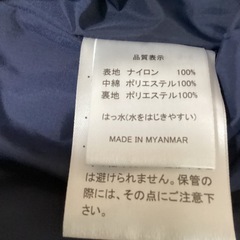 品質表示
表地 ナイロン 100%
中綿 ポリエステル100%
裏地 ポリエステル100%
はっ水(水をはじきやすい)
MADE IN MYANMAR
は避けられません。保管の
際には、その点にご留意下
さい。